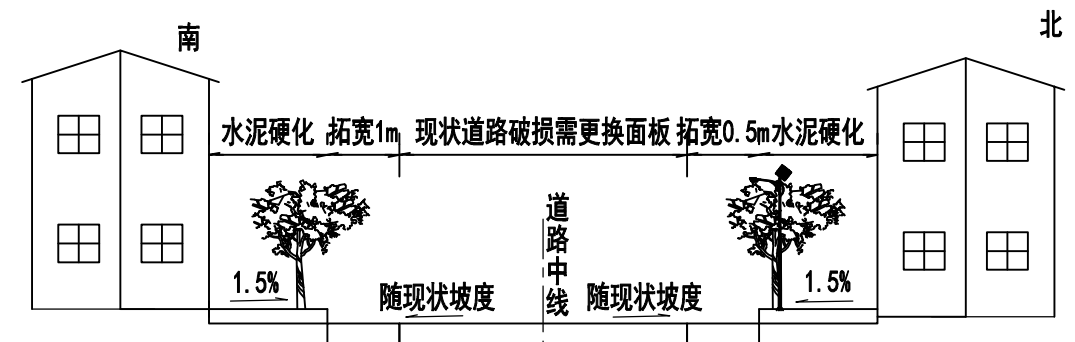 南
北
水泥硬化
拓宽1m
现状道路破损需更换面板
拓宽0.5m
水泥硬化
道路中线
1.5%
随现状坡度
随现状坡度
1.5%